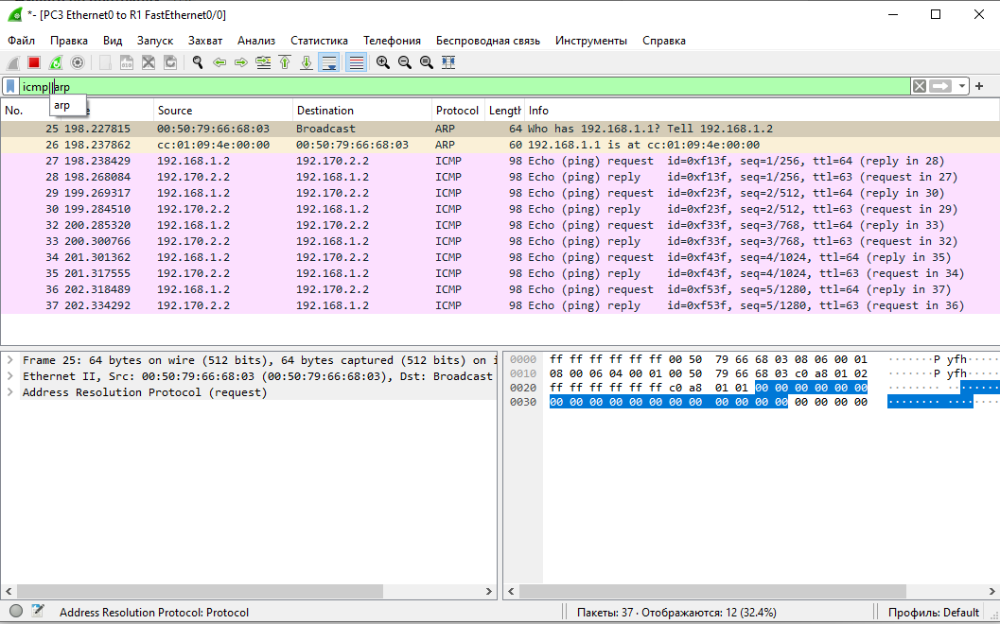 *- [PC3 Ethernet0 to R1 FastEthernet0/0]
Файл Правка Вид Запуск Захват Анализ Статистика Телефония Беспроводная связь Инструменты Справка
icmp||arp
arp
No. Source Destination Protocol Length Info
25 198.227815 00:50:79:66:68:03 Broadcast ARP 64 Who has 192.168.1.1? Tell 192.168.1.2
26 198.237862 cc:01:09:4e:00:00 00:50:79:66:68:03 ARP 60 192.168.1.1 is at cc:01:09:4e:00:00
27 198.238429 192.168.1.2 192.170.2.2 ICMP 98 Echo (ping) request id=0xf13f, seq=1/256, ttl=64 (reply in 28)
28 198.268084 192.170.2.2 192.168.1.2 ICMP 98 Echo (ping) reply id=0xf13f, seq=1/256, ttl=63 (request in 27)
29 199.269317 192.168.1.2 192.170.2.2 ICMP 98 Echo (ping) request id=0xf23f, seq=2/512, ttl=64 (reply in 30)
30 199.284510 192.170.2.2 192.168.1.2 ICMP 98 Echo (ping) reply id=0xf23f, seq=2/512, ttl=63 (request in 29)
32 200.285320 192.168.1.2 192.170.2.2 ICMP 98 Echo (ping) request id=0xf33f, seq=3/768, ttl=64 (reply in 33)
33 200.300766 192.170.2.2 192.168.1.2 ICMP 98 Echo (ping) reply id=0xf33f, seq=3/768, ttl=63 (request in 32)
34 201.301362 192.168.1.2 192.170.2.2 ICMP 98 Echo (ping) request id=0xf43f, seq=4/1024, ttl=64 (reply in 35)
35 201.317555 192.170.2.2 192.168.1.2 ICMP 98 Echo (ping) reply id=0xf43f, seq=4/1024, ttl=63 (request in 34)
36 202.318489 192.168.1.2 192.170.2.2 ICMP 98 Echo (ping) request id=0xf53f, seq=5/1280, ttl=64 (reply in 37)
37 202.334292 192.170.2.2 192.168.1.2 ICMP 98 Echo (ping) reply id=0xf53f, seq=5/1280, ttl=63 (request in 36)
Frame 25: 64 bytes on wire (512 bits), 64 bytes captured (512 bits) on i
Ethernet II, Src: 00:50:79:66:68:03 (00:50:79:66:68:03), Dst: Broadcast
Address Resolution Protocol (request)
0000 ff ff ff ff ff ff 00 50 79 66 68 03 08 06 00 01 ·······P yfh·····
0010 08 00 06 04 00 01 00 50 79 66 68 03 c0 a8 01 02 ·······P yfh·····
0020 ff ff ff ff ff ff c0 a8 01 01 00 00 00 00 00 00 ········ ········
0030 00 00 00 00 00 00 00 00 00 00 00 00 00 00 00 00 ········ ········
Address Resolution Protocol: Protocol
Пакеты: 37 · Отображаются: 12 (32.4%)
Профиль: Default